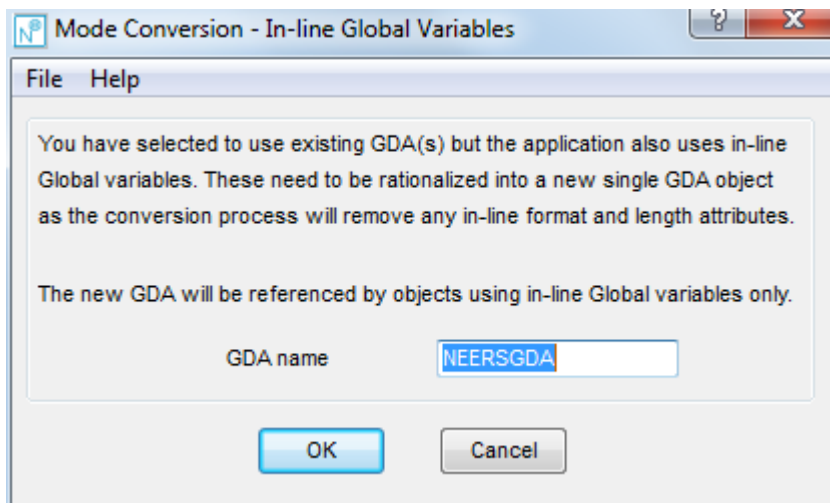 N Mode Conversion - In-line Global Variables
? X
File Help
You have selected to use existing GDA(s) but the application also uses in-line
Global variables. These need to be rationalized into a new single GDA object
as the conversion process will remove any in-line format and length attributes.
The new GDA will be referenced by objects using in-line Global variables only.
GDA name NEERSGDA
OK Cancel